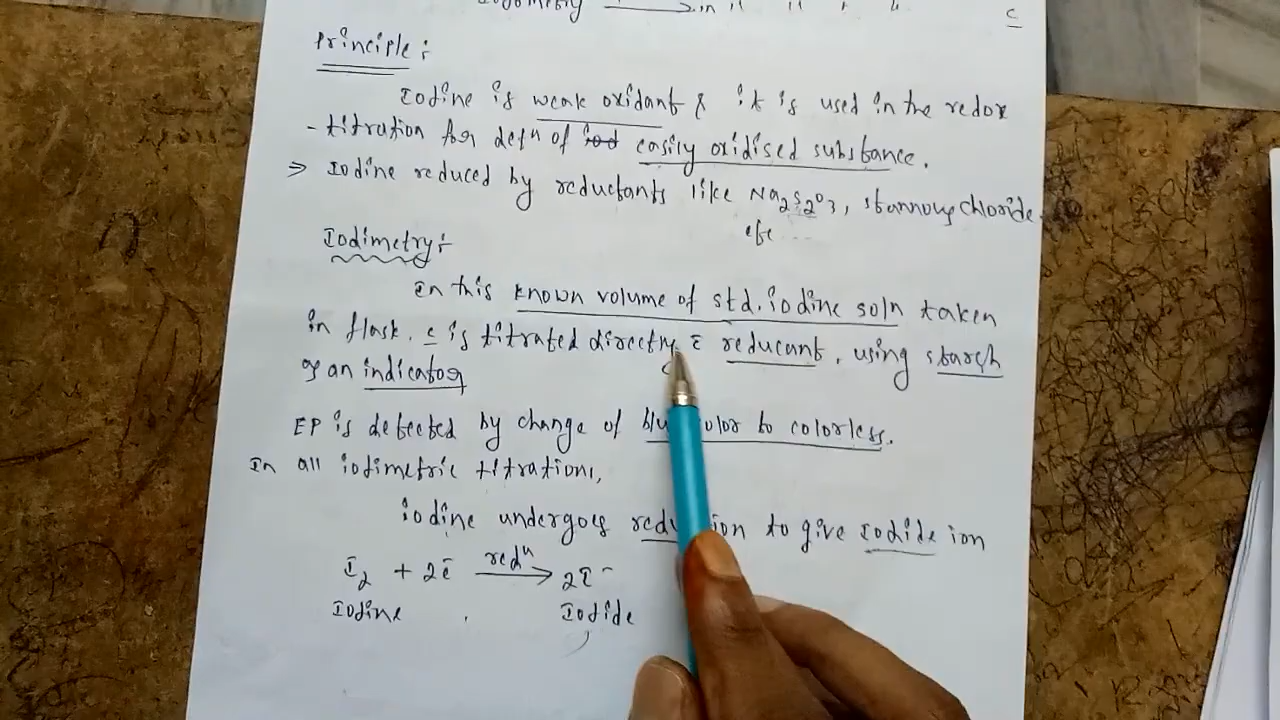 Iodometry ⟶ in " " "
c
Principle :
Iodine is weak oxidant & it is used in the redox
- titration for detn of iod easily oxidised substance.
⇒ Iodine reduced by reductants like Na2S2O3, stannous chloride.
etc ....
Iodimetry :
In this known volume of std. iodine soln taken
in flask. c is titrated directly c̄ reducant, using starch
as an indicator
EP is detected by change of color to colorless.
In all iodimetric titrations,
iodine undergoes to give Iodide ion
I2 + 2ē redn ⟶ 2I⁻
Iodine Iodide